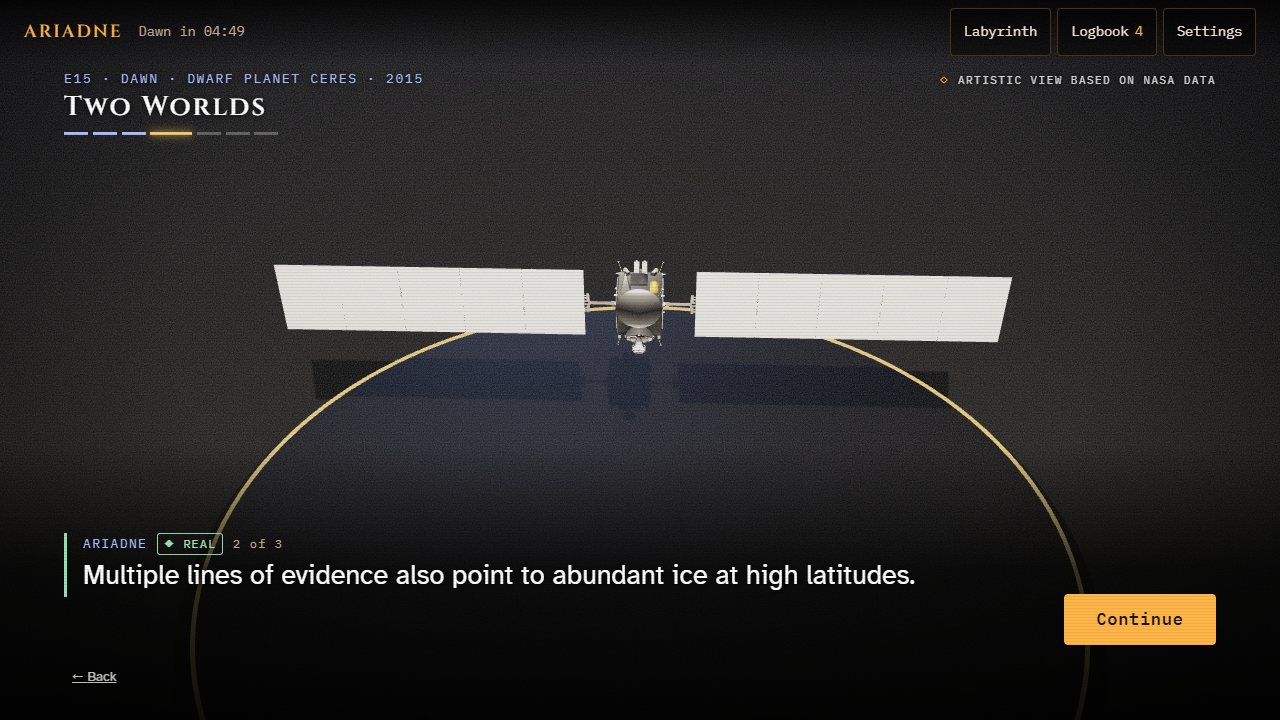 ARIADNE Dawn in 04:49 Labyrinth Logbook 4 Settings
E15 · DAWN · DWARF PLANET CERES · 2015
◇ ARTISTIC VIEW BASED ON NASA DATA
Two Worlds
ARIADNE ◆ REAL 2 of 3
Multiple lines of evidence also point to abundant ice at high latitudes.
Continue
← Back